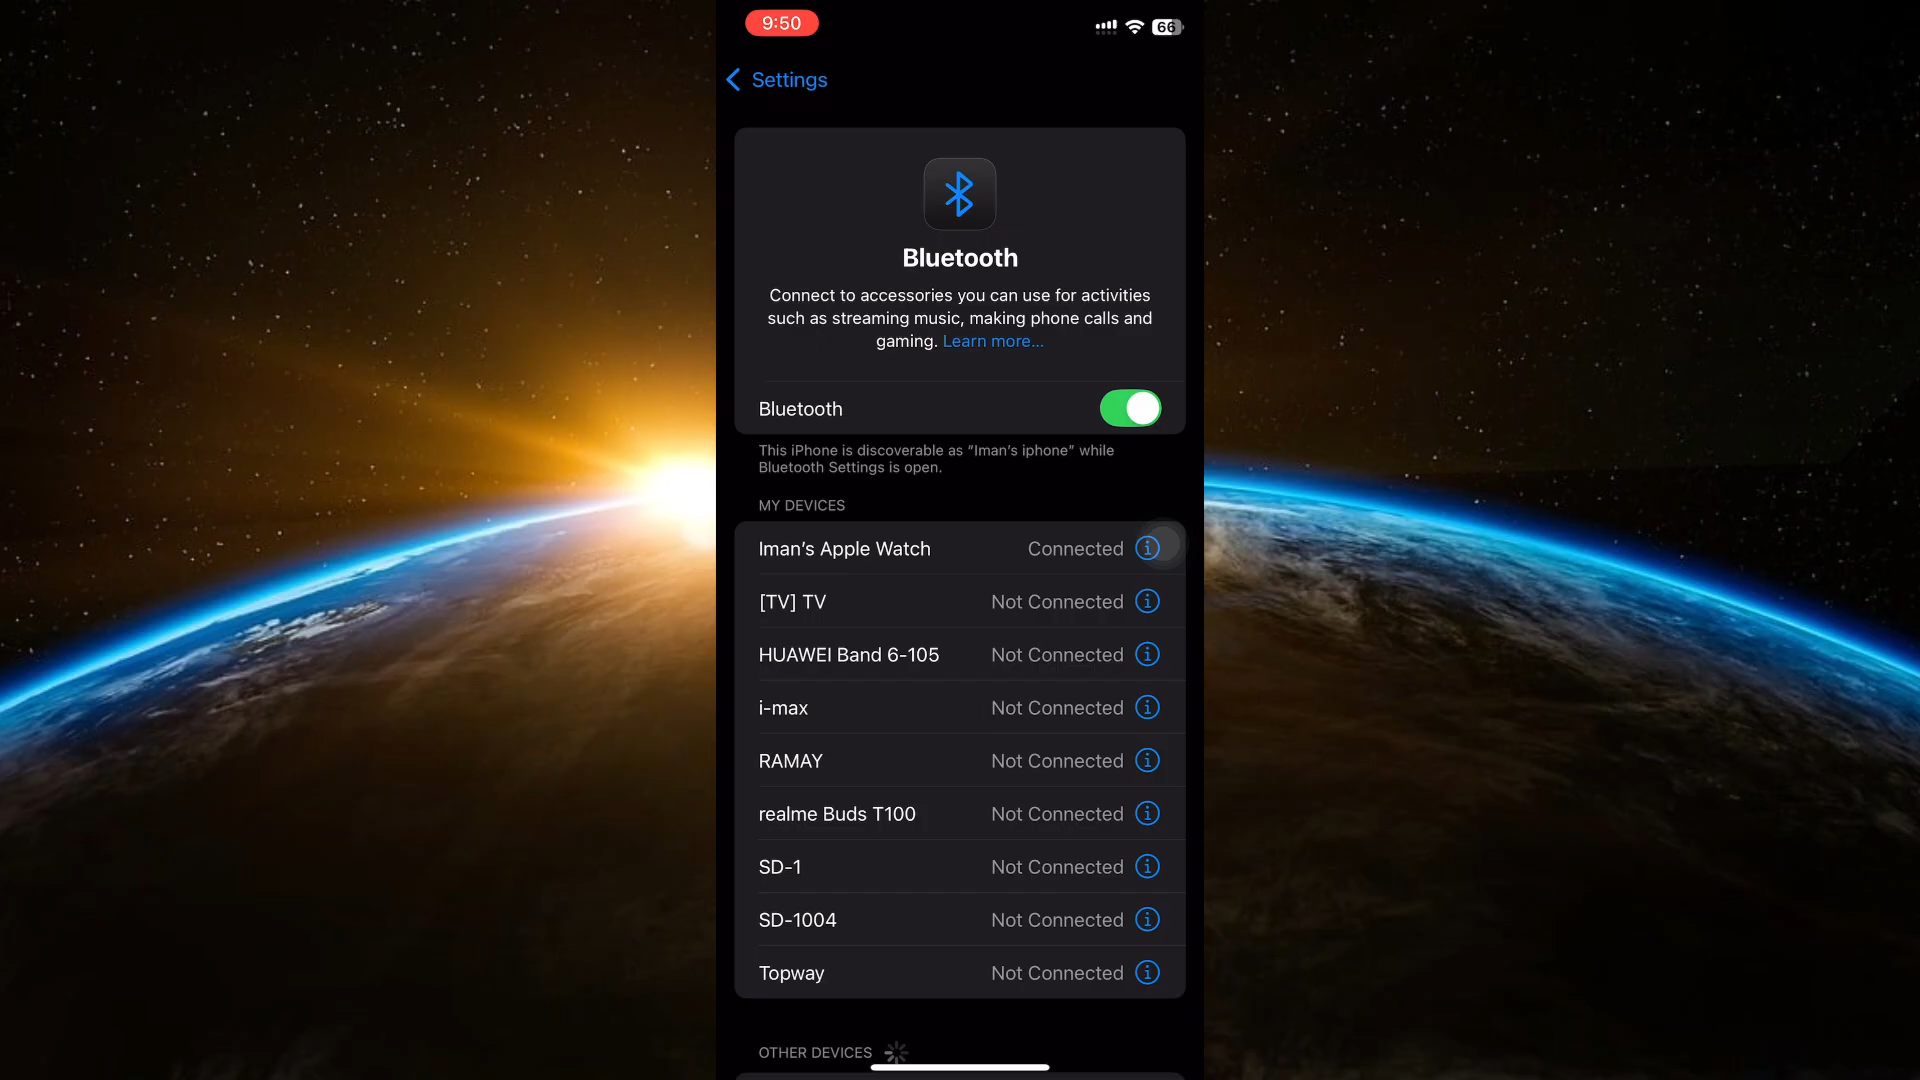 9:50
66
Settings
Bluetooth
Connect to accessories you can use for activities
such as streaming music, making phone calls and
gaming. Learn more...
Bluetooth
This iPhone is discoverable as “Iman’s iphone” while
Bluetooth Settings is open.
MY DEVICES
Iman’s Apple Watch Connected
[TV] TV Not Connected
HUAWEI Band 6-105 Not Connected
i-max Not Connected
RAMAY Not Connected
realme Buds T100 Not Connected
SD-1 Not Connected
SD-1004 Not Connected
Topway Not Connected
OTHER DEVICES